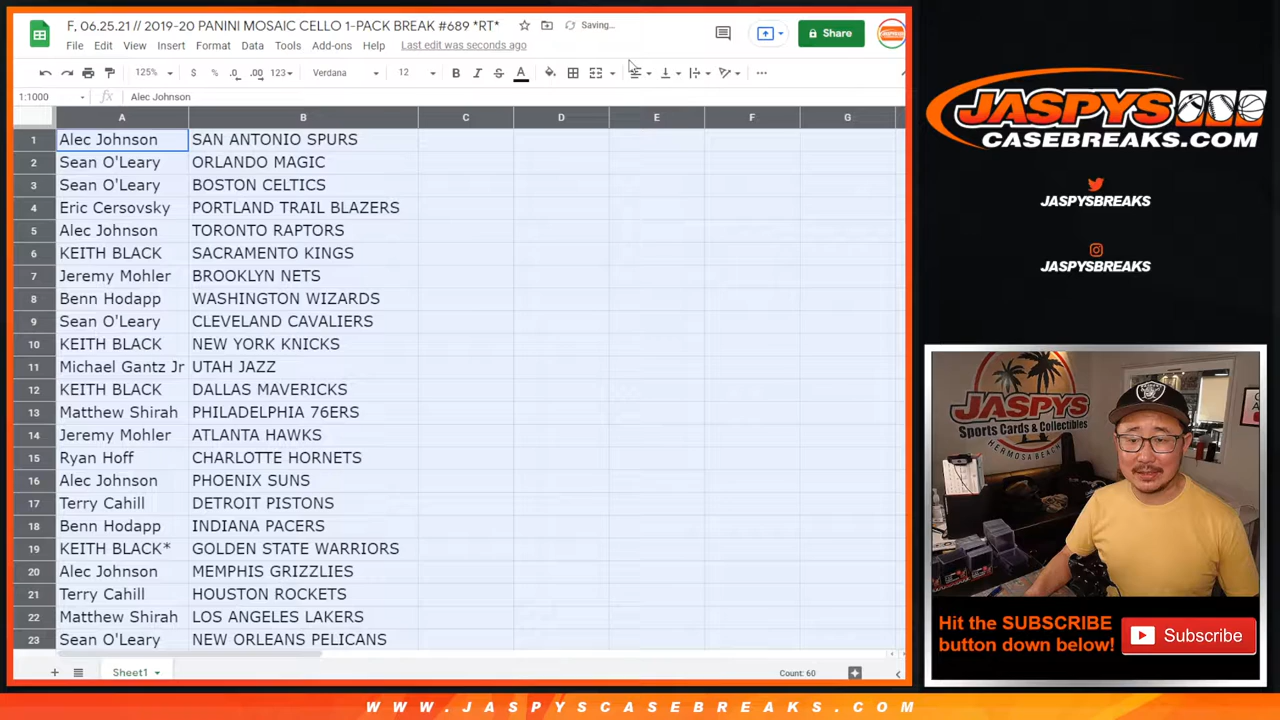 F, 06.25.21 // 2019-20 PANINI MOSAIC CELLO 1-PACK BREAK #689 *RT*
Saving...
File Edit View Insert Format Data Tools Add-ons Help Last edit was seconds ago
Share
125% $ % .0 .00 123 Verdana 12 B I S A
1:1000 fx Alec Johnson
A B C D E F G
1 Alec Johnson SAN ANTONIO SPURS
2 Sean O'Leary ORLANDO MAGIC
3 Sean O'Leary BOSTON CELTICS
4 Eric Cersovsky PORTLAND TRAIL BLAZERS
5 Alec Johnson TORONTO RAPTORS
6 KEITH BLACK SACRAMENTO KINGS
7 Jeremy Mohler BROOKLYN NETS
8 Benn Hodapp WASHINGTON WIZARDS
9 Sean O'Leary CLEVELAND CAVALIERS
10 KEITH BLACK NEW YORK KNICKS
11 Michael Gantz Jr UTAH JAZZ
12 KEITH BLACK DALLAS MAVERICKS
13 Matthew Shirah PHILADELPHIA 76ERS
14 Jeremy Mohler ATLANTA HAWKS
15 Ryan Hoff CHARLOTTE HORNETS
16 Alec Johnson PHOENIX SUNS
17 Terry Cahill DETROIT PISTONS
18 Benn Hodapp INDIANA PACERS
19 KEITH BLACK* GOLDEN STATE WARRIORS
20 Alec Johnson MEMPHIS GRIZZLIES
21 Terry Cahill HOUSTON ROCKETS
22 Matthew Shirah LOS ANGELES LAKERS
23 Sean O'Leary NEW ORLEANS PELICANS
Sheet1
Count: 60
JASPYS
CASEBREAKS.COM
JASPYSBREAKS
JASPYSBREAKS
JASPYS
Sports Cards & Collectibles
HERMOSA BEACH
Hit the SUBSCRIBE
button down below!
Subscribe
WWW.JASPYSCASEBREAKS.COM